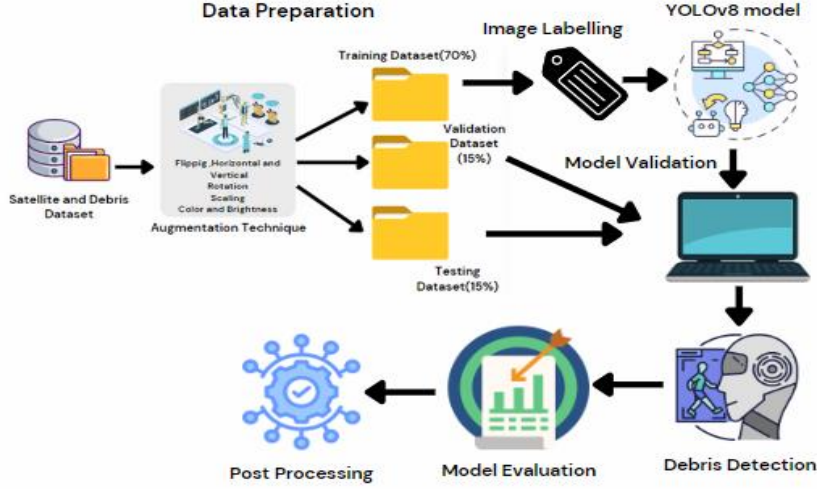 Data Preparation
YOLOv8 model
Image Labelling
Training Dataset(70%)
Validation
Dataset
(15%)
Model Validation
Flippig ,Horizontal and
Vertical
Rotation
Scaling
Color and Brightness
Satellite and Debris
Dataset
Augmentation Technique
Testing
Dataset(15%)
Post Processing
Model Evaluation
Debris Detection